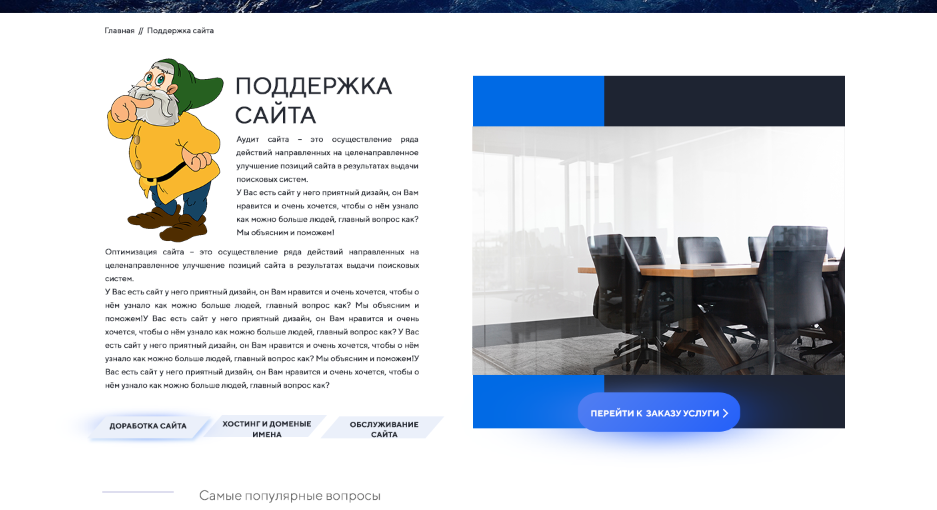 Главная // Поддержка сайта
ПОДДЕРЖКА
САЙТА
Аудит сайта – это осуществление ряда
действий направленных на целенаправленное
улучшение позиций сайта в результатах выдачи
поисковых систем.
У Вас есть сайт у него приятный дизайн, он Вам
нравится и очень хочется, чтобы о нём узнало
как можно больше людей, главный вопрос как?
Мы объясним и поможем!
Оптимизация сайта – это осуществление ряда действий направленных на
целенаправленное улучшение позиций сайта в результатах выдачи поисковых
систем.
У Вас есть сайт у него приятный дизайн, он Вам нравится и очень хочется, чтобы о
нём узнало как можно больше людей, главный вопрос как? Мы объясним и
поможем!У Вас есть сайт у него приятный дизайн, он Вам нравится и очень
хочется, чтобы о нём узнало как можно больше людей, главный вопрос как? У Вас
есть сайт у него приятный дизайн, он Вам нравится и очень хочется, чтобы о нём
узнало как можно больше людей, главный вопрос как? Мы объясним и поможем!У
Вас есть сайт у него приятный дизайн, он Вам нравится и очень хочется, чтобы о
нём узнало как можно больше людей, главный вопрос как?
ДОРАБОТКА САЙТА
ХОСТИНГ И ДОМЕНЫЕ
ИМЕНА
ОБСЛУЖИВАНИЕ
САЙТА
ПЕРЕЙТИ К ЗАКАЗУ УСЛУГИ
Самые популярные вопросы